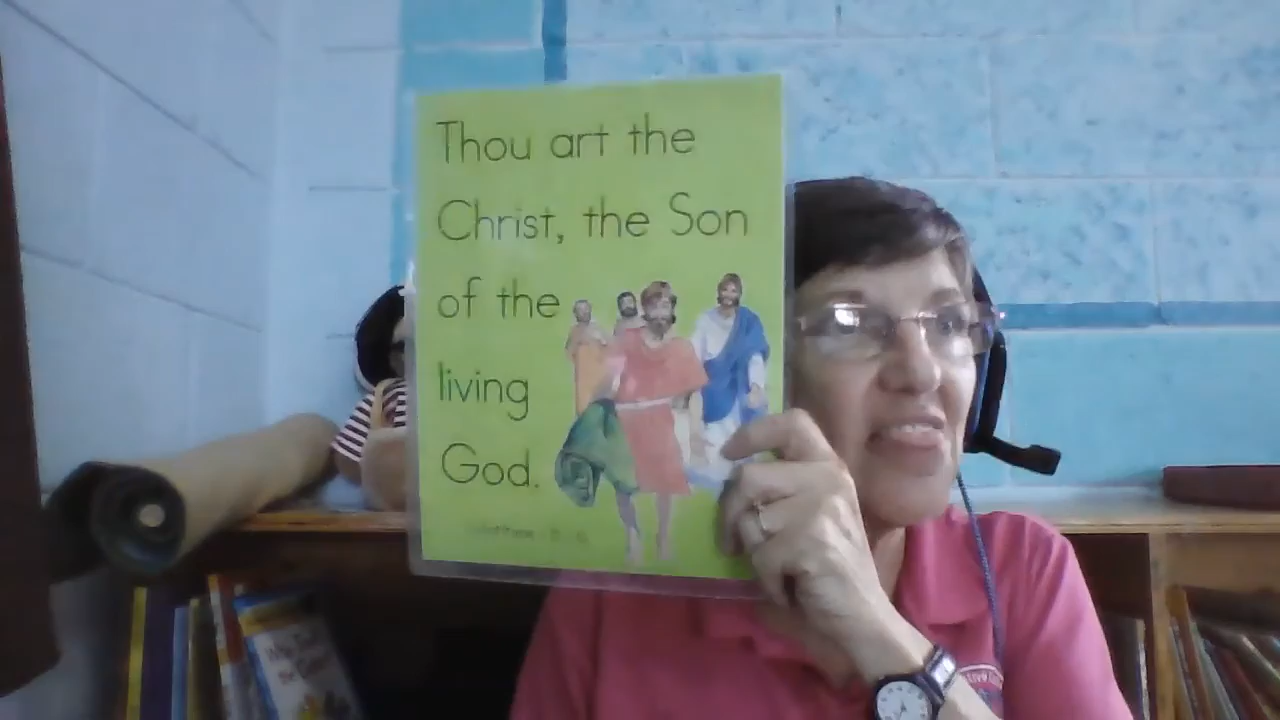 Thou art the
Christ, the Son
of the
living
God.